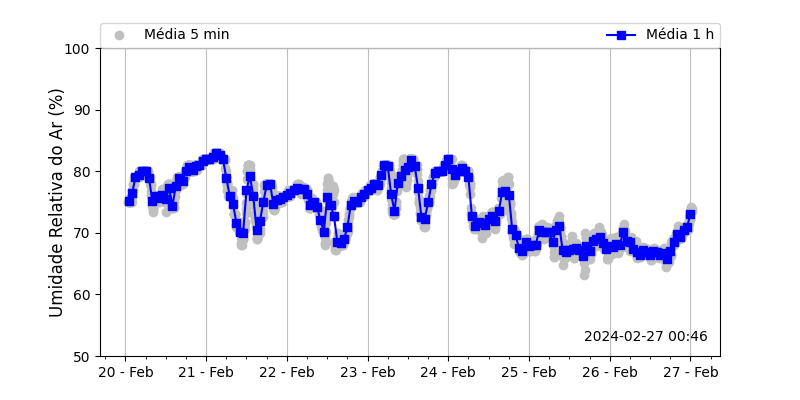 Média 5 min
Média 1 h
Umidade Relativa do Ar (%)
100
90
80
70
60
50
2024-02-27 00:46
20 - Feb
21 - Feb
22 - Feb
23 - Feb
24 - Feb
25 - Feb
26 - Feb
27 - Feb